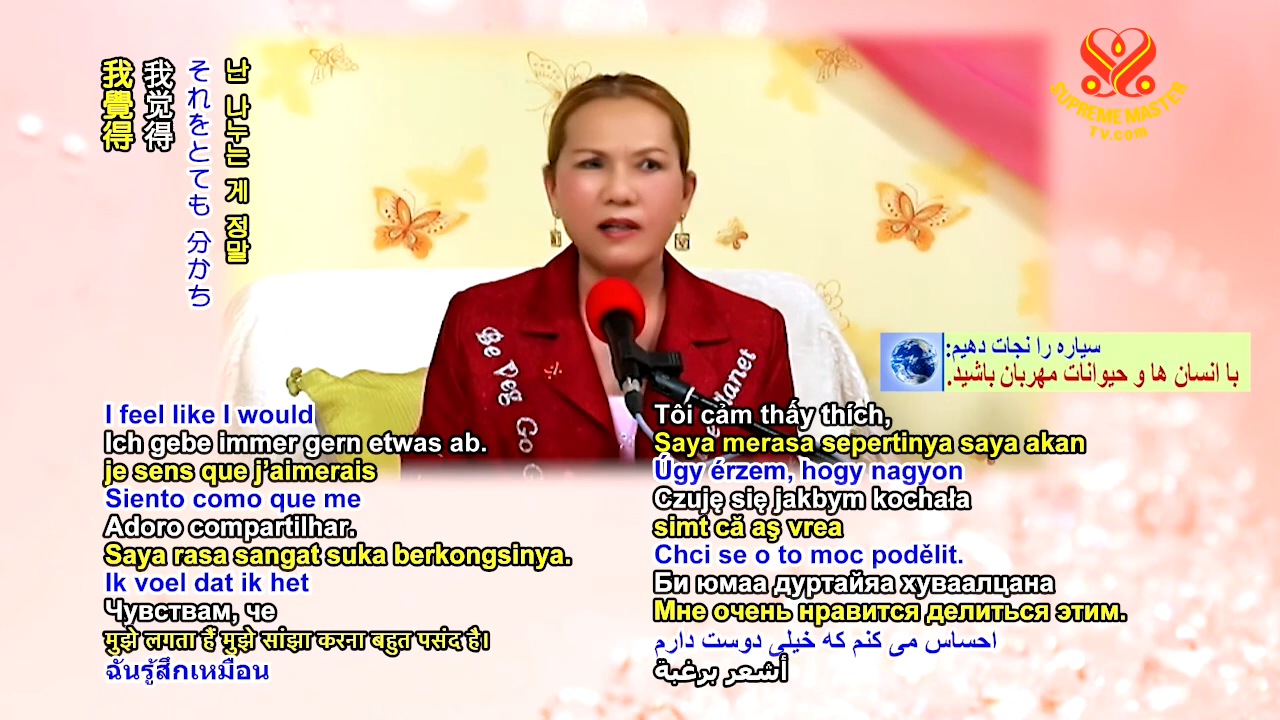 SUPREME MASTER
TV.com
我覺得
我觉得
それをとても 分かち
난 나누는 게 정말
Be Veg Go G
lanet
سیاره را نجات دهیم:
با انسان ها و حیوانات مهربان باشید.
I feel like I would
Ich gebe immer gern etwas ab.
je sens que j’aimerais
Siento como que me
Adoro compartilhar.
Saya rasa sangat suka berkongsinya.
Ik voel dat ik het
Чувствам, че
मुझे लगता हैं मुझे सांझा करना बहुत पसंद है।
ฉันรู้สึกเหมือน
Tôi cảm thấy thích,
Saya merasa sepertinya saya akan
Úgy érzem, hogy nagyon
Czuję się jakbym kochała
simt că aş vrea
Chci se o to moc podělit.
Би юмаа дуртайяа хуваалцана
Мне очень нравится делиться этим.
احساس می کنم که خیلی دوست دارم
أشعر برغبة